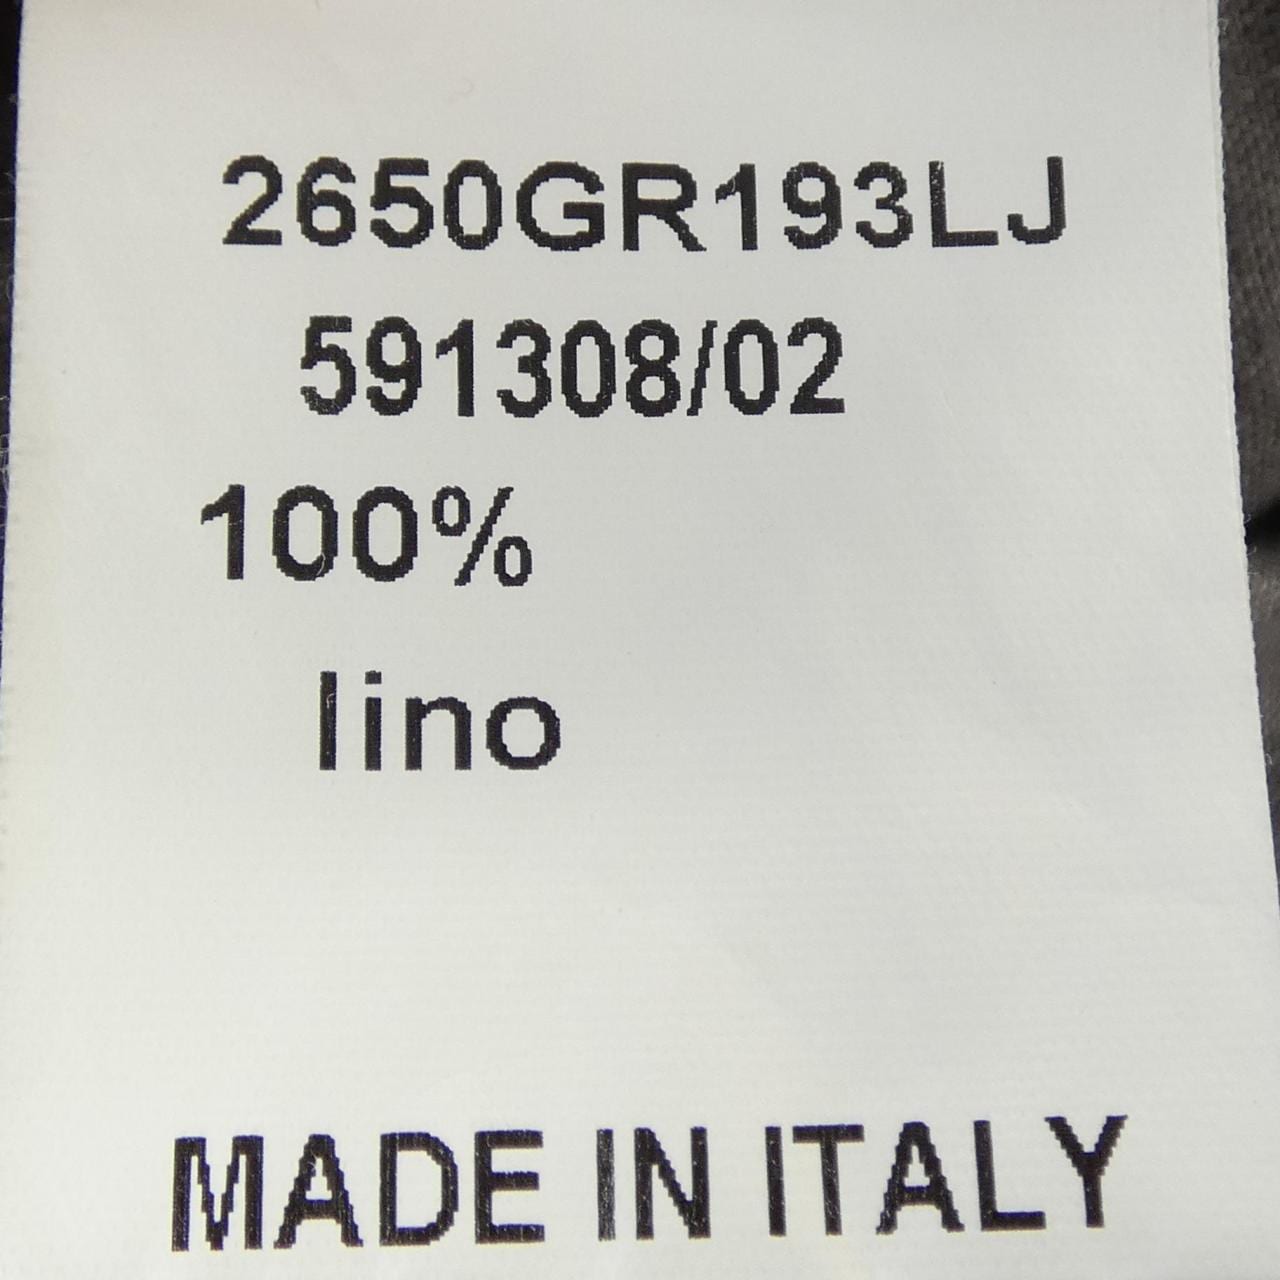 2650GR193LJ
591308/02
100%
lino
MADE IN ITALY